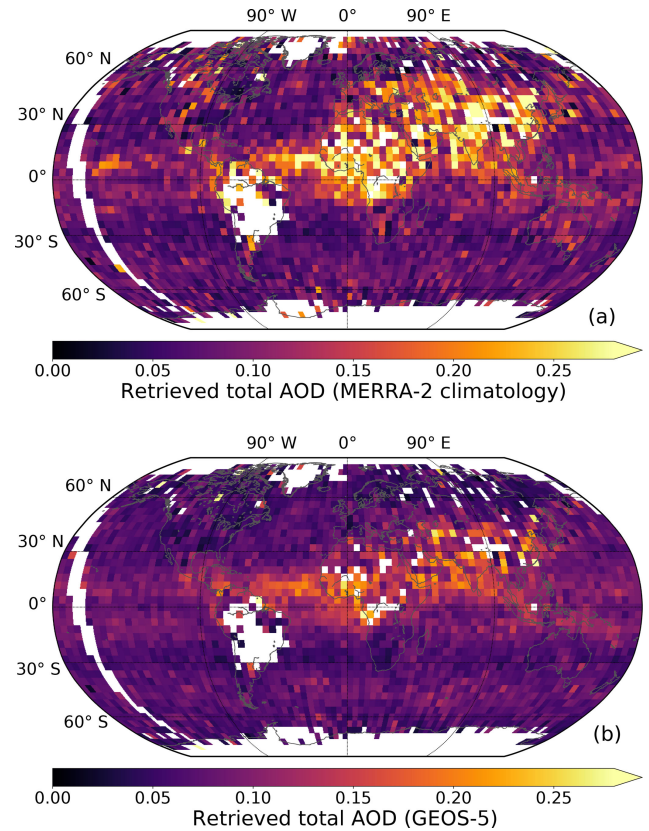 90° W 0° 90° E
60° N
30° N
0°
30° S
60° S
(a)
0.00 0.05 0.10 0.15 0.20 0.25
Retrieved total AOD (MERRA-2 climatology)
90° W 0° 90° E
60° N
30° N
0°
30° S
60° S
(b)
0.00 0.05 0.10 0.15 0.20 0.25
Retrieved total AOD (GEOS-5)